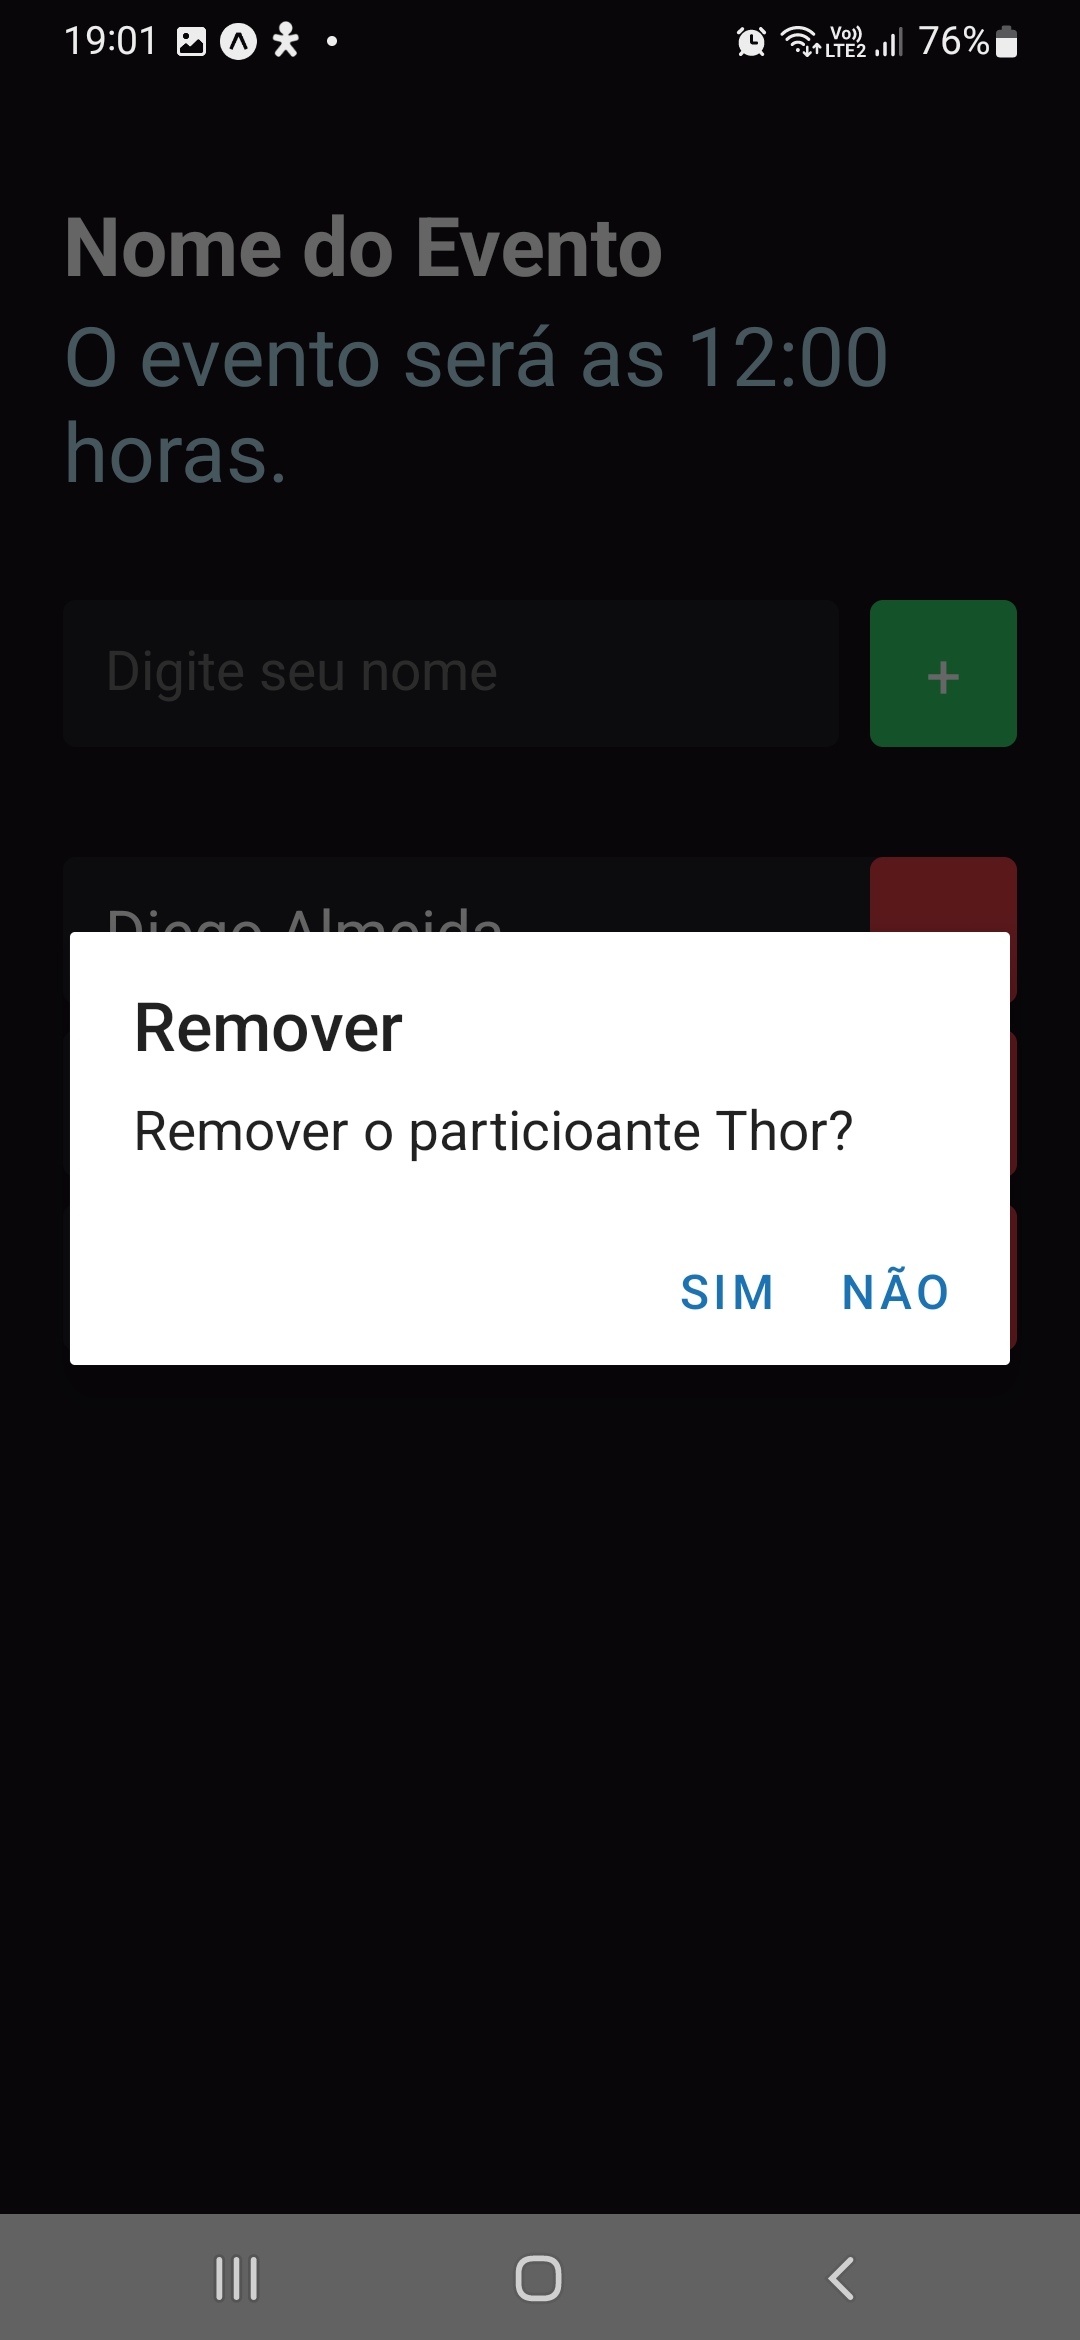 19:01
Vo))
LTE2
76%
Nome do Evento
O evento será as 12:00
horas.
Digite seu nome
+
Diego Almeida
Remover
Remover o particioante Thor?
SIM NÃO